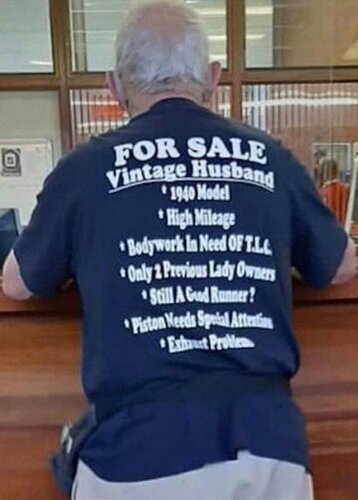 FOR SALE
Vintage Husband
* 1940 Model
* High Mileage
* Bodywork In Need OF T.L.C.
* Only 2 Previous Lady Owners
* Still A Good Runner?
* Piston Needs Special Attention
* Exhaust Problems